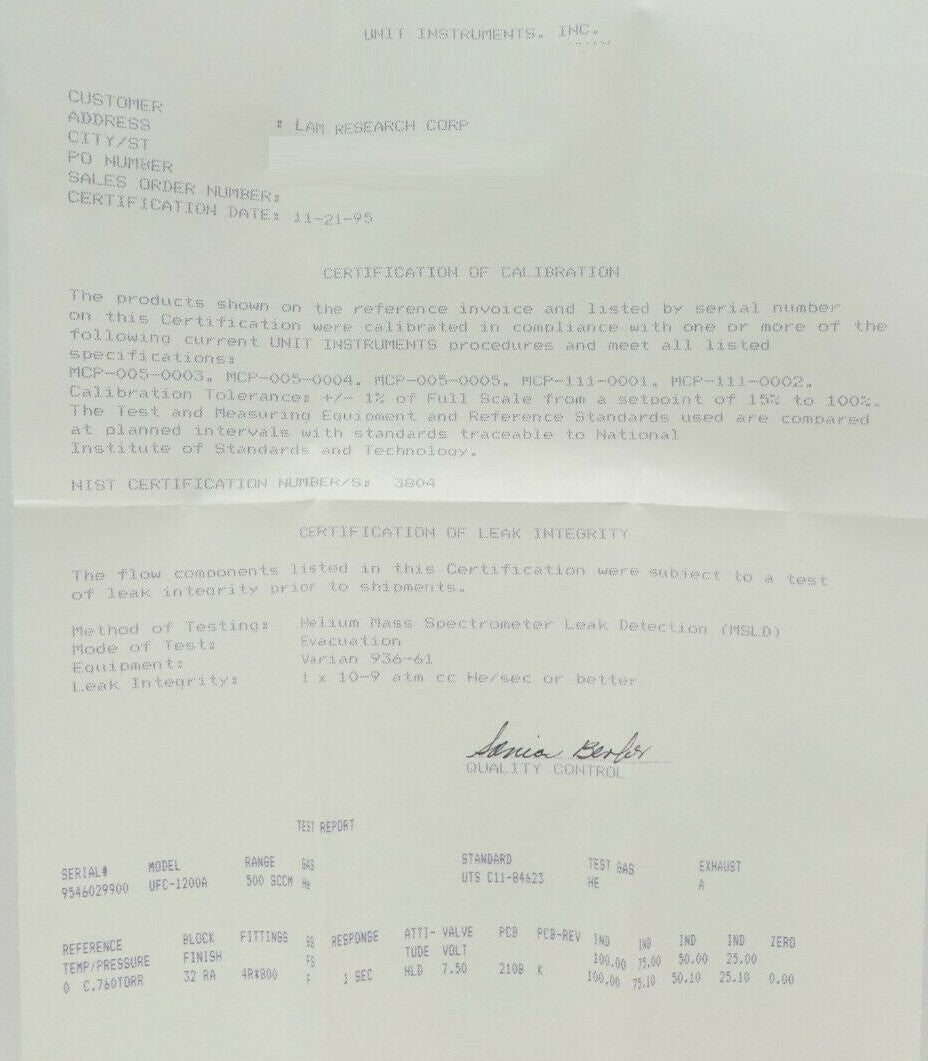 UNIT INSTRUMENTS, INC.
CUSTOMER
ADDRESS : LAM RESEARCH CORP
CITY/ST
PO NUMBER
SALES ORDER NUMBER:
CERTIFICATION DATE: 11-21-95
CERTIFICATION OF CALIBRATION
The products shown on the reference invoice and listed by serial number
on this Certification were calibrated in compliance with one or more of the
following current UNIT INSTRUMENTS procedures and meet all listed
specifications:
MCP-005-0003, MCP-005-0004, MCP-005-0005, MCP-111-0001, MCP-111-0002.
Calibration Tolerance: +/- 1% of Full Scale from a setpoint of 15% to 100%.
The Test and Measuring Equipment and Reference Standards used are compared
at planned intervals with standards traceable to National
Institute of Standards and Technology.
NIST CERTIFICATION NUMBER/S: 3804
CERTIFICATION OF LEAK INTEGRITY
The flow components listed in this Certification were subject to a test
of leak integrity prior to shipments.
Method of Testing: Helium Mass Spectrometer Leak Detection (MSLD)
Mode of Test: Evacuation
Equipment: Varian 936-61
Leak Integrity: 1 x 10-9 atm cc He/sec or better
Sonia
QUALITY CONTROL
TEST REPORT
SERIAL# MODEL RANGE GAS STANDARD TEST GAS EXHAUST
9546029900 UFC-1200A 500 SCCM He UTS C11-84623 HE A
REFERENCE BLOCK FITTINGS RESPONSE ATTI- VALVE PCB PCB-REV IND IND IND IND ZERO
TEMP/PRESSURE FINISH TUDE VOLT 100.00 75.00 50.00 25.00
0 C,760TORR 32 RA 4R*800 F 1 SEC HLD 7.50 210B K 100.00 75.10 50.10 25.10 0.00